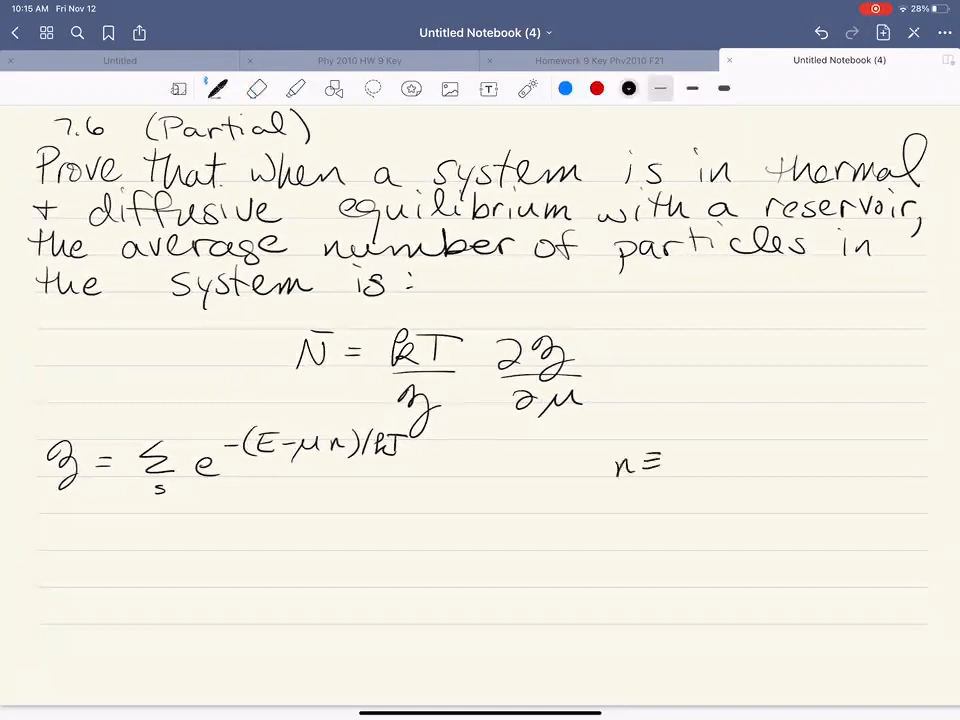 10:15 AM Fri Nov 12
28%
Untitled Notebook (4)
Untitled
Phy 2010 HW 9 Key
Homework 9 Key Phy2010 F21
Untitled Notebook (4)
7.6 (Partial)
Prove that when a system is in thermal
+ diffusive equilibrium with a reservoir,
the average number of particles in
the system is:
N̄ = kT/𝒵 ∂𝒵/∂μ
𝒵 = Σ_s e^{-(E-μn)/kT} n ≡